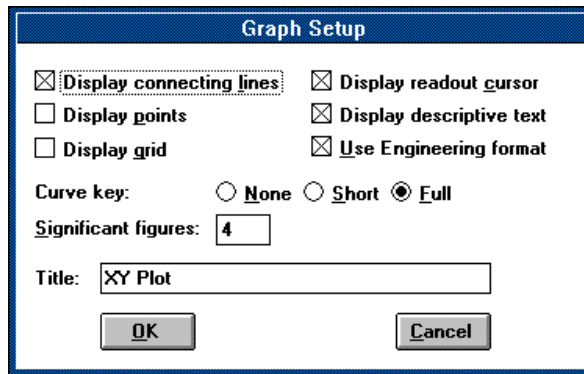 Graph Setup
Display connecting lines
Display readout cursor
Display points
Display descriptive text
Display grid
Use Engineering format
Curve key: None Short Full
Significant figures: 4
Title: XY Plot
OK Cancel